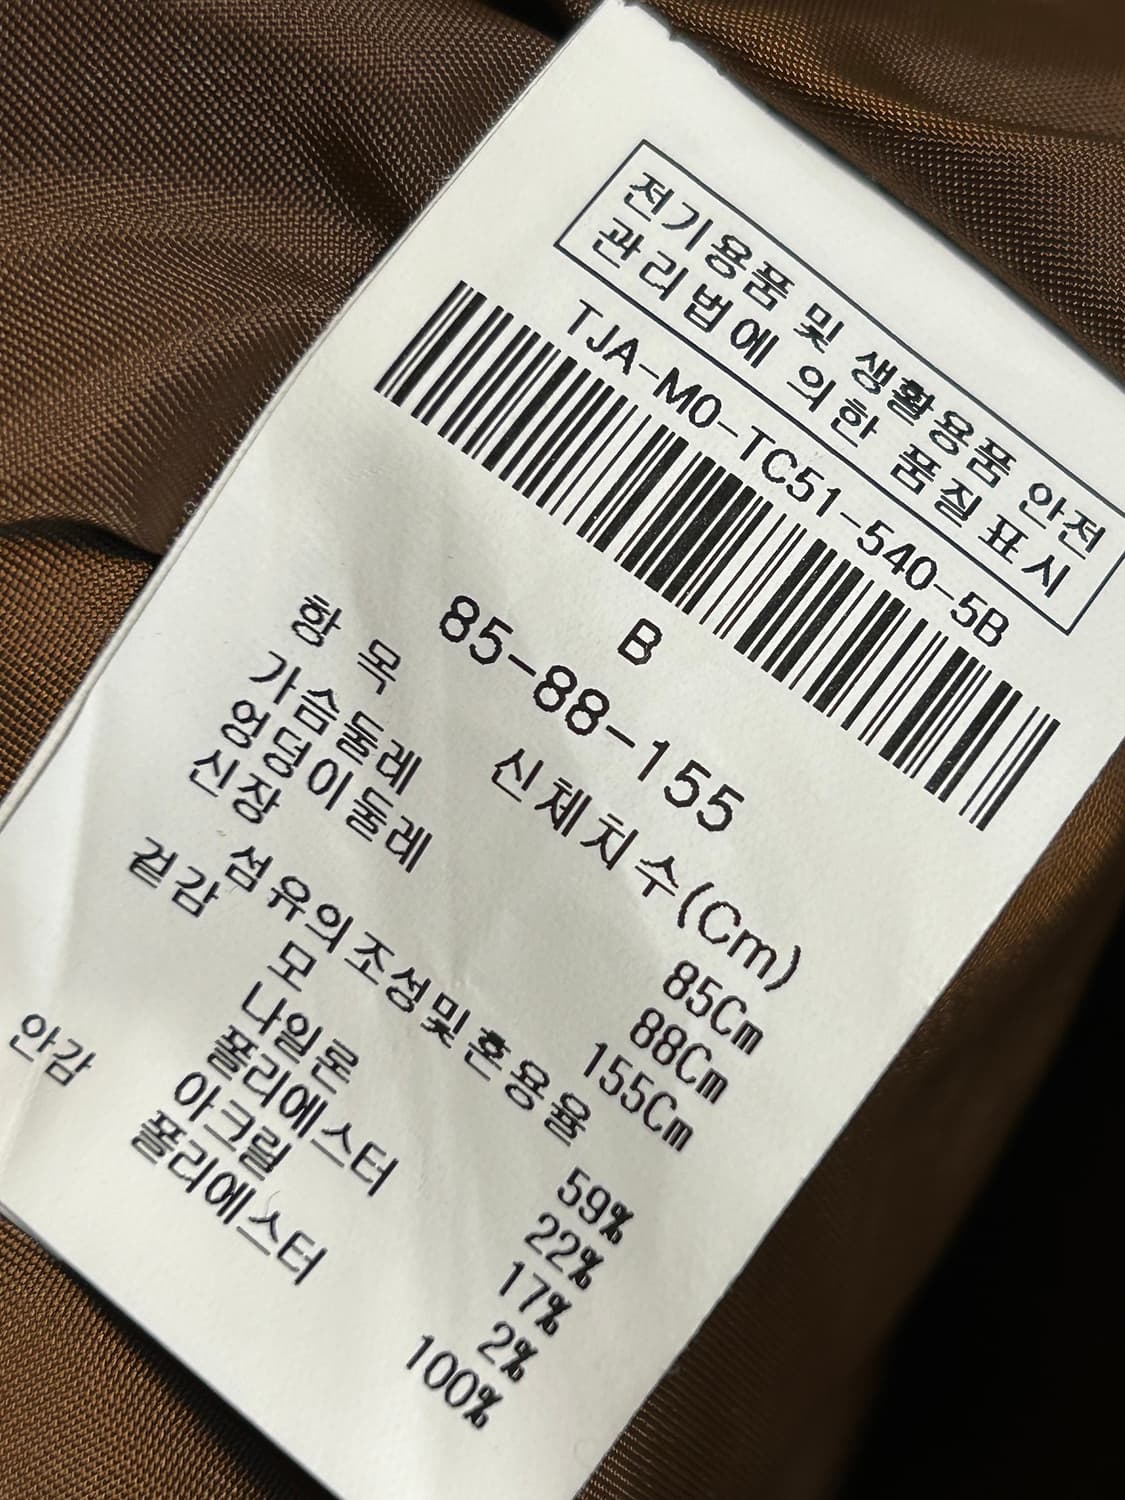 전기용품 및 생활용품 안전
관리법에 의한 품질표시
TJA-M0-TC51-540-5B
B
85-88-155
항 목 신체치수(Cm)
가슴둘레 85Cm
엉덩이둘레 88Cm
신장 155Cm
섬유의조성및혼용율
겉감 모 59%
나일론 22%
폴리에스터 17%
아크릴 2%
안감 폴리에스터 100%